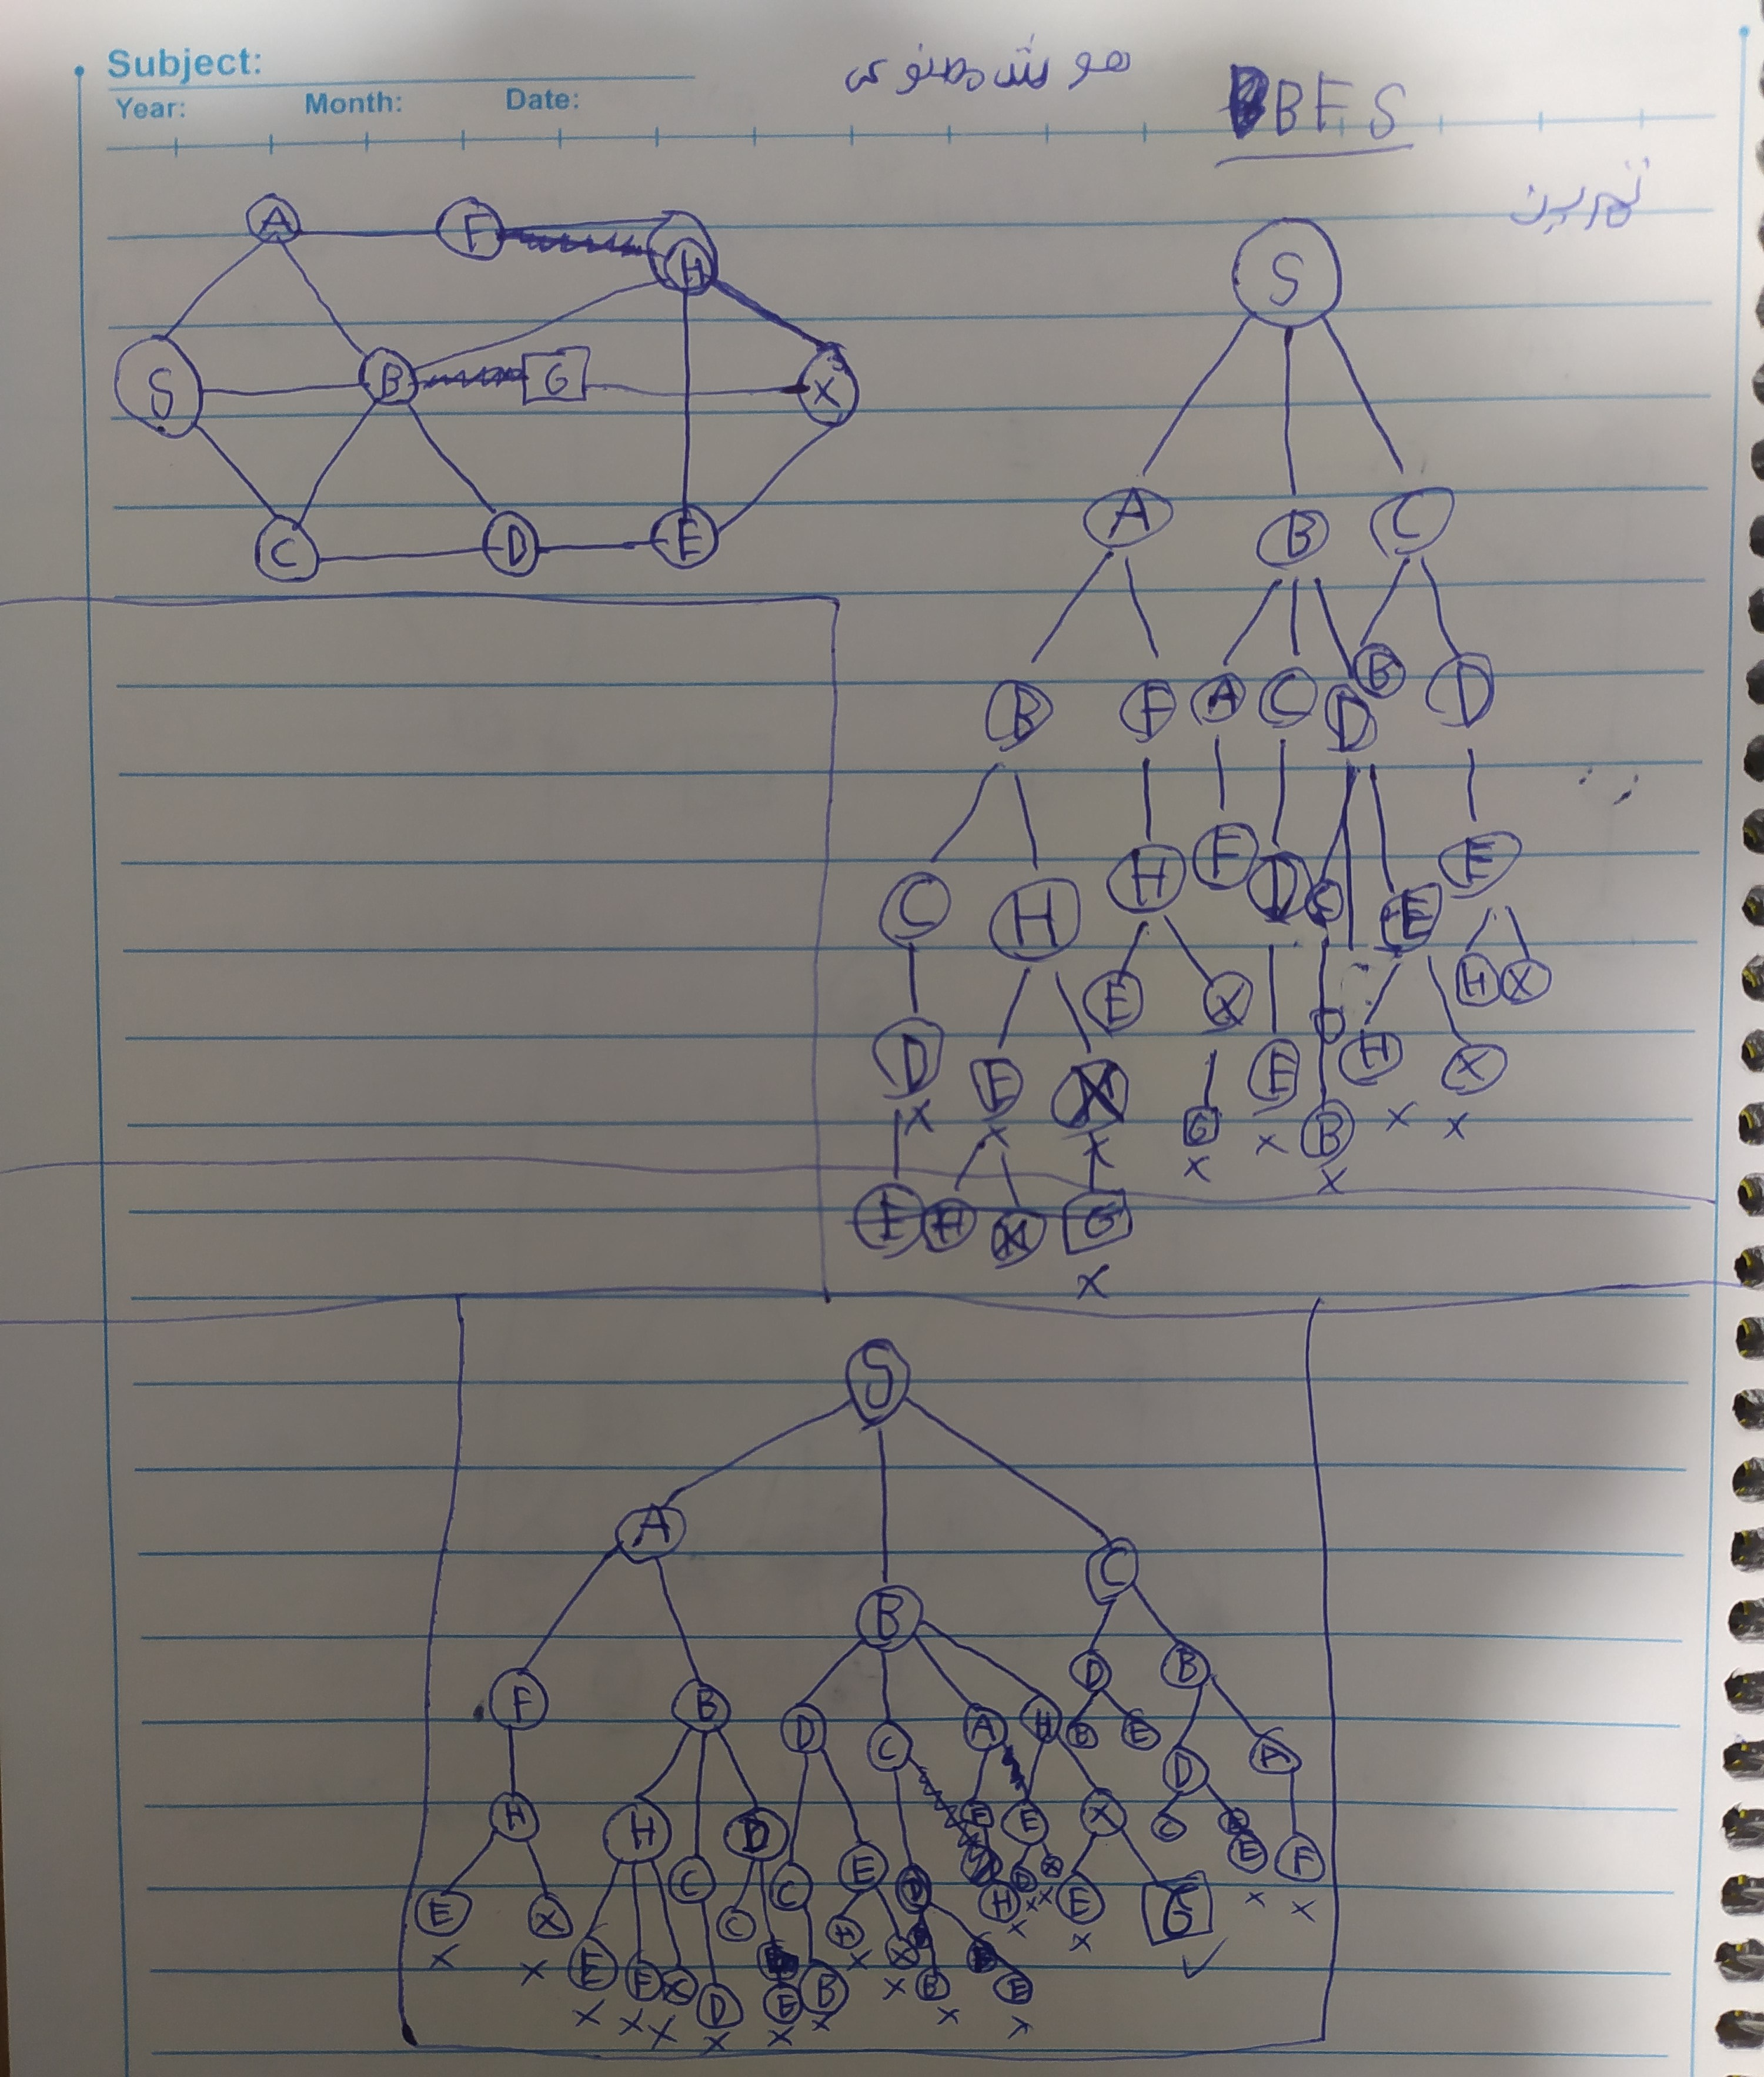 Subject:
هوش مصنوعی
BFS
Year: Month: Date:
تمرین
A F H
S B G X
C D E
S
A B C
B F A C D B D
C H H F D C E E
D E X E X E H X H X
G B
E H X G
S
A B C
F B D C A H D B
H H C D C E D F E X B E D A
E X E F X D C E B H X B E H D X E G C E F